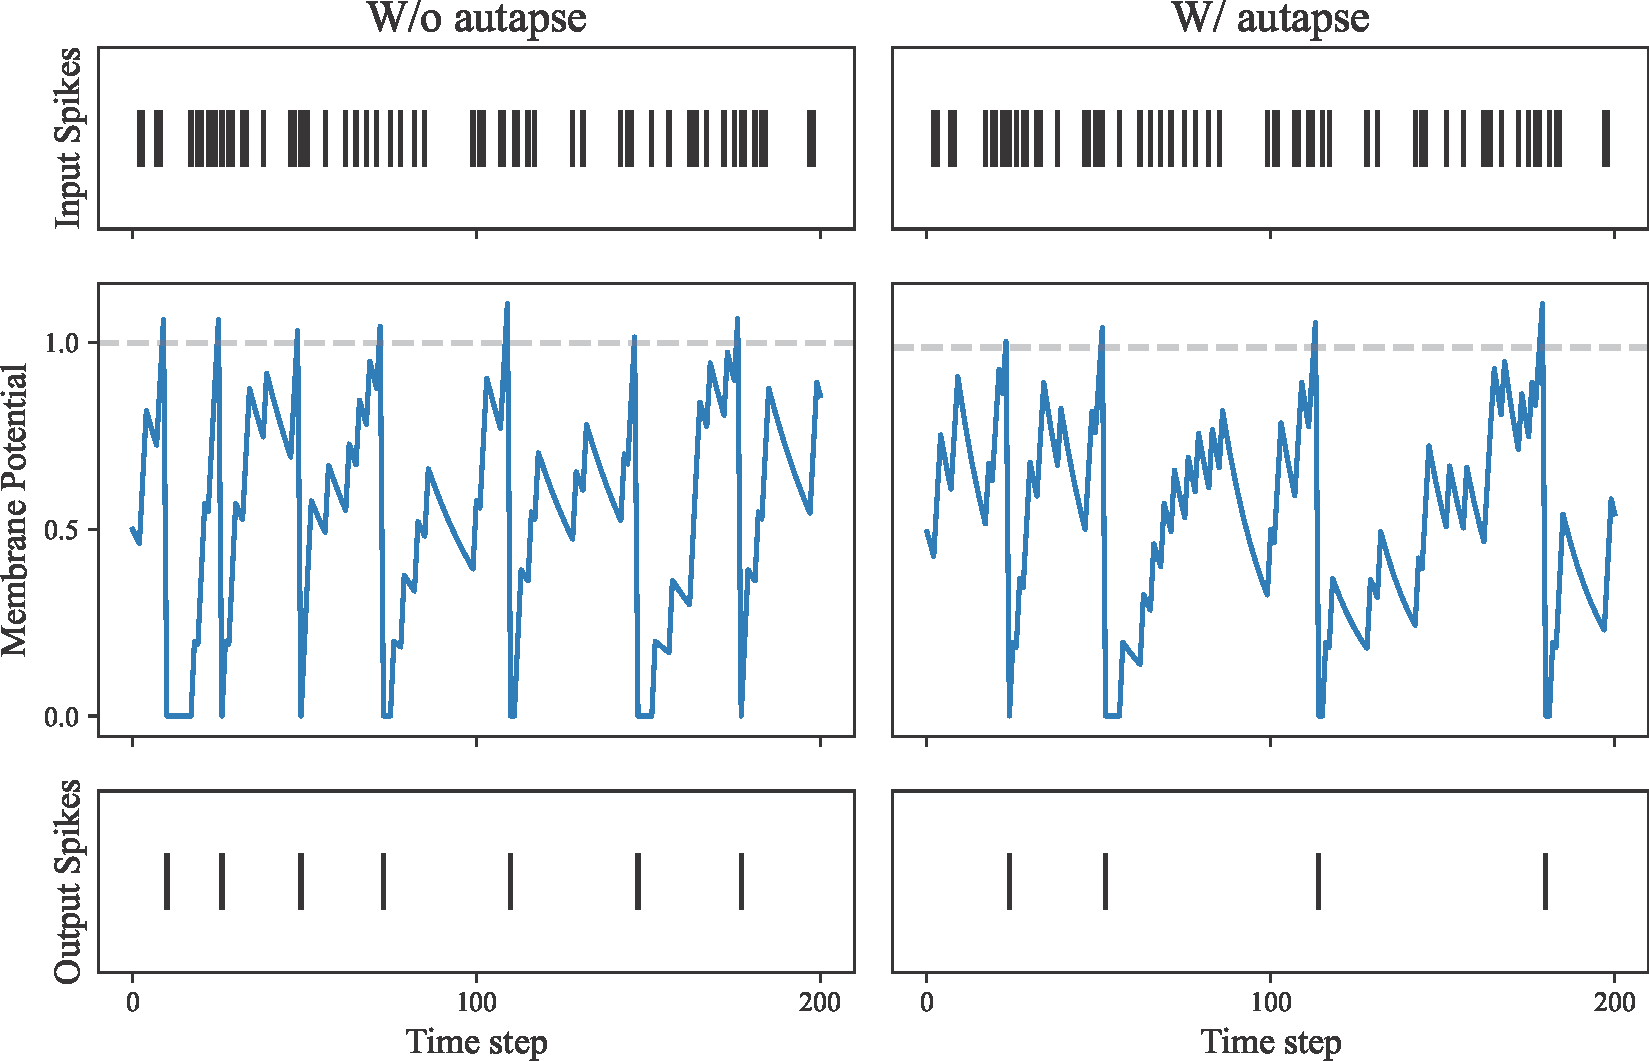 W/o autapse
W/ autapse
Input Spikes
Membrane Potential
1.0
0.5
0.0
Output Spikes
0
100
200
0
100
200
Time step
Time step